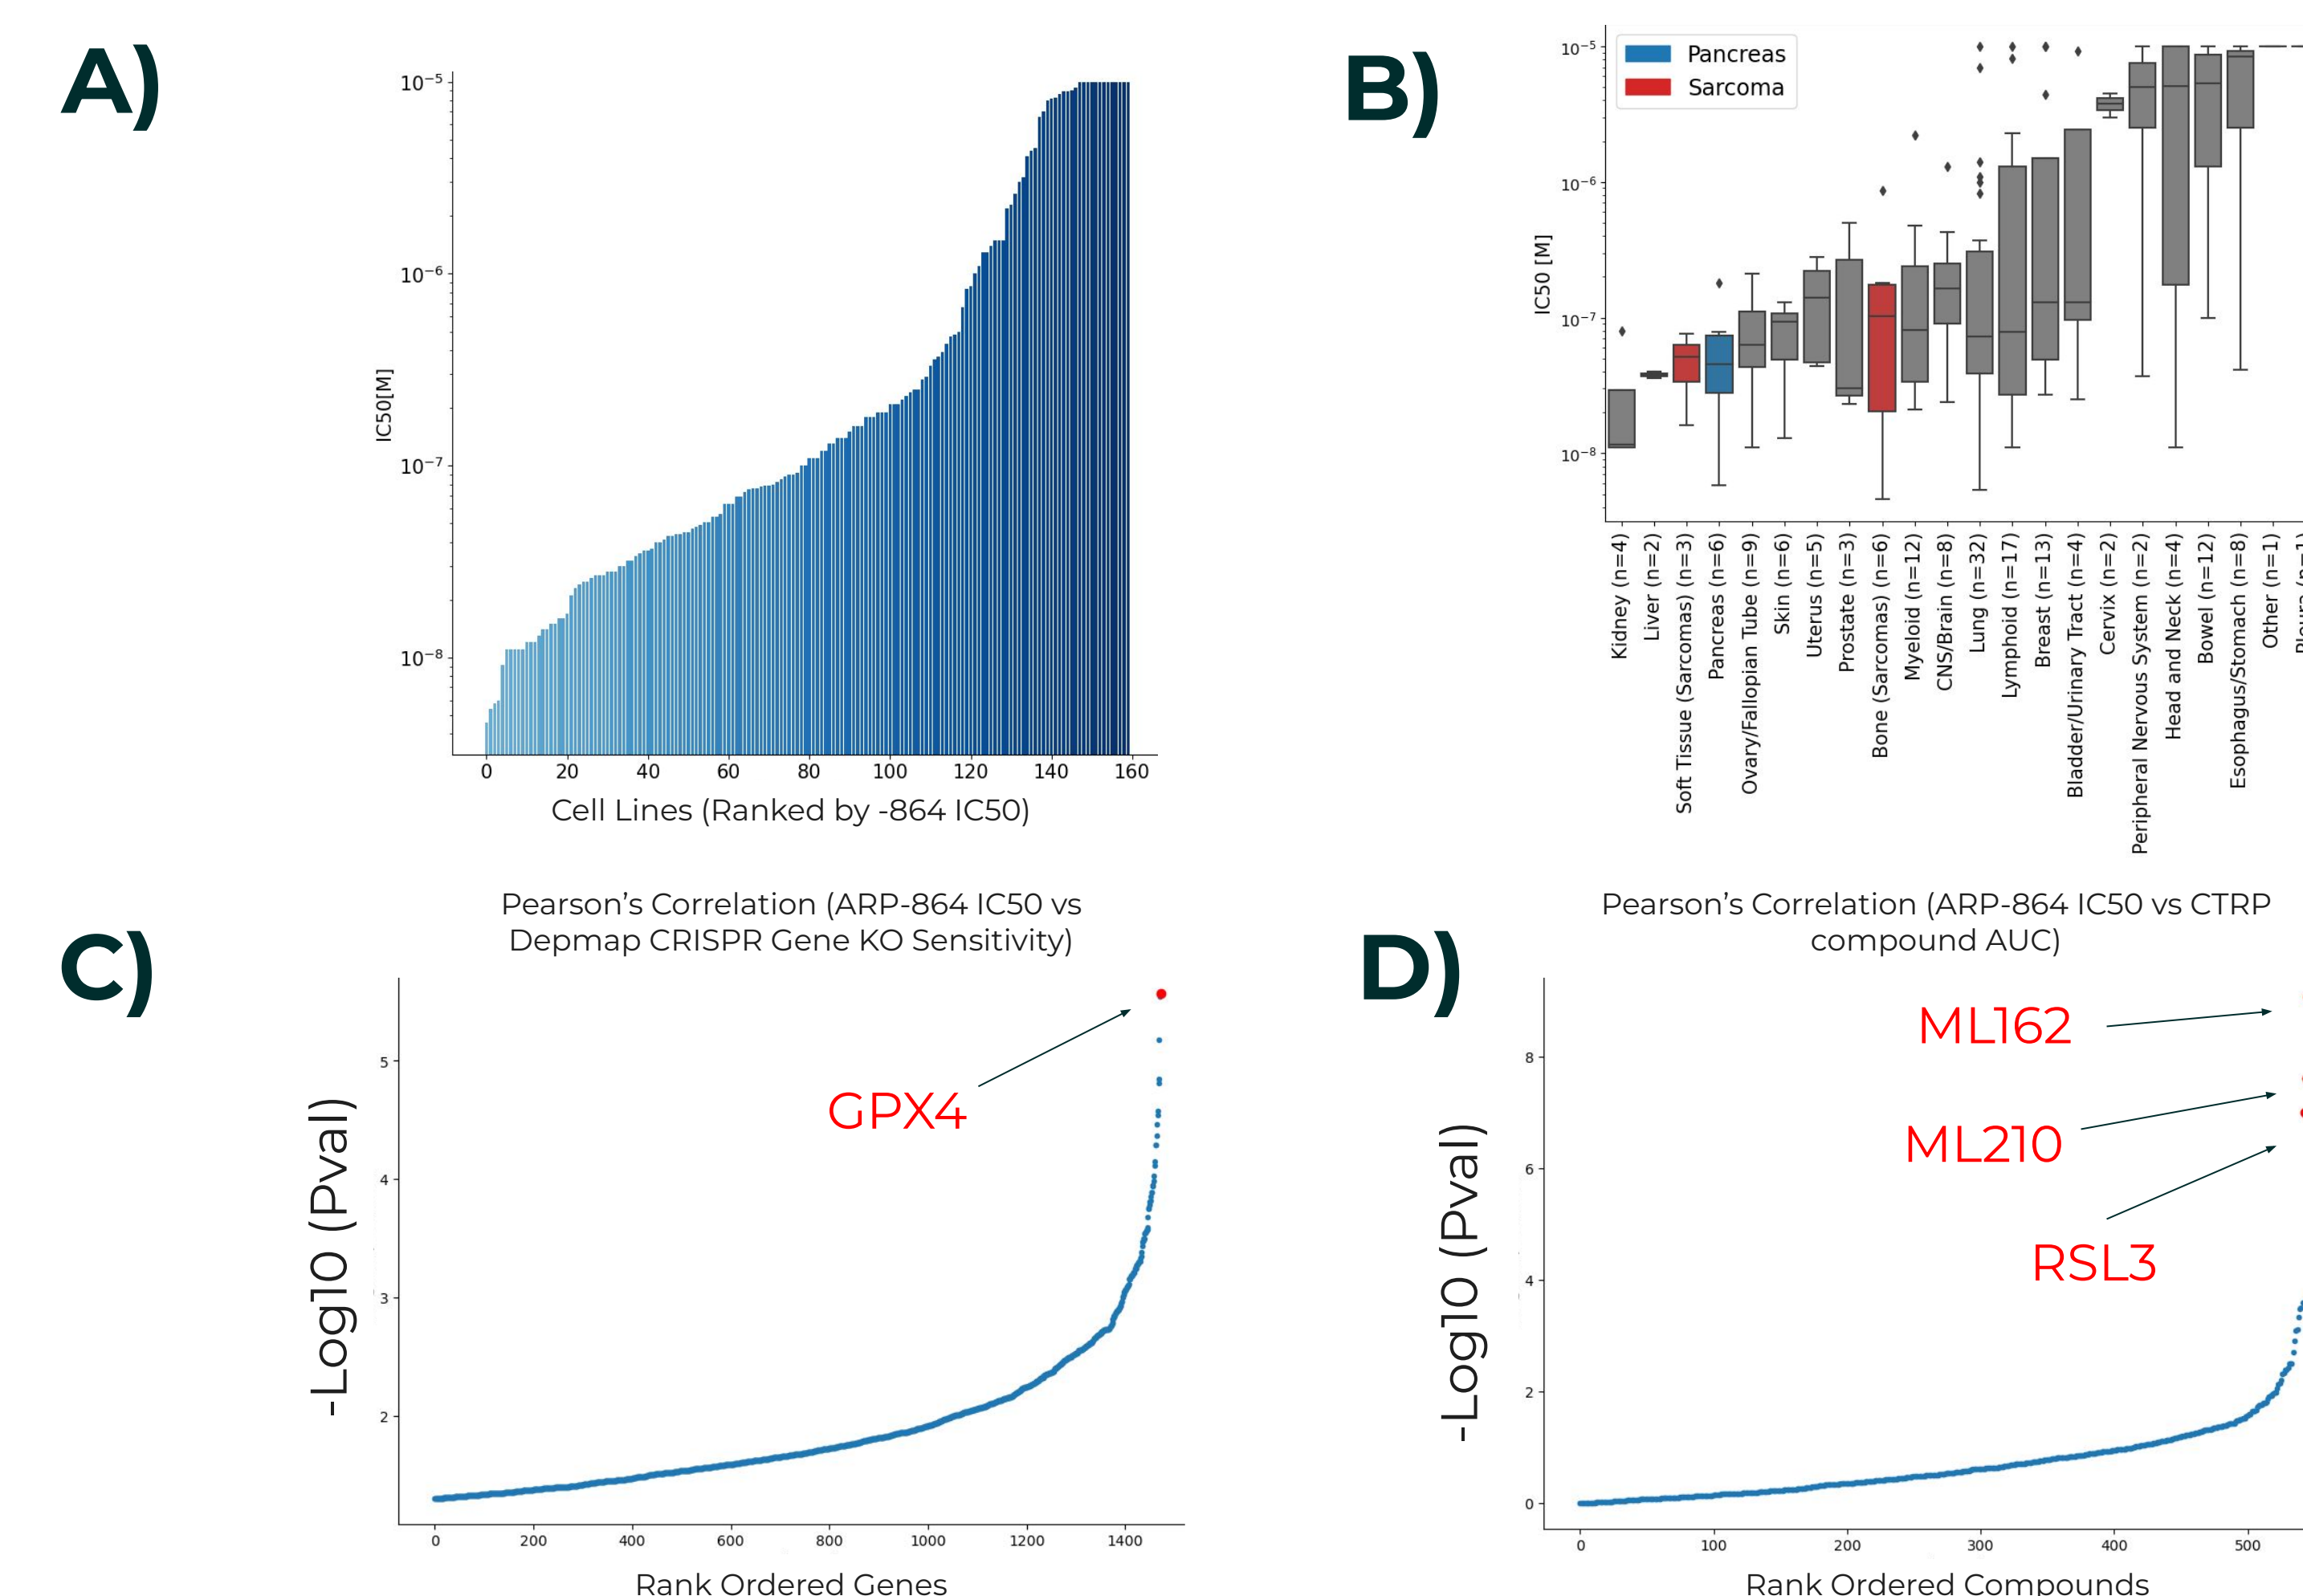 A)
10−5
10−6
10−7
10−8
IC50[M]
0 20 40 60 80 100 120 140 160
Cell Lines (Ranked by -864 IC50)
B)
Pancreas
Sarcoma
10−5
10−6
10−7
10−8
IC50 [M]
Kidney (n=4)
Liver (n=2)
Soft Tissue (Sarcomas) (n=3)
Pancreas (n=6)
Ovary/Fallopian Tube (n=9)
Skin (n=6)
Uterus (n=5)
Prostate (n=3)
Bone (Sarcomas) (n=6)
Myeloid (n=12)
CNS/Brain (n=8)
Lung (n=32)
Lymphoid (n=17)
Breast (n=13)
Bladder/Urinary Tract (n=4)
Cervix (n=2)
Peripheral Nervous System (n=2)
Head and Neck (n=4)
Bowel (n=12)
Esophagus/Stomach (n=8)
Other (n=1)
Pleura (n=1)
C)
Pearson's Correlation (ARP-864 IC50 vs
Depmap CRISPR Gene KO Sensitivity)
-Log10 (Pval)
5
4
3
2
GPX4
0 200 400 600 800 1000 1200 1400
Rank Ordered Genes
D)
Pearson's Correlation (ARP-864 IC50 vs CTRP
compound AUC)
-Log10 (Pval)
8
6
4
2
0
ML162
ML210
RSL3
0 100 200 300 400 500
Rank Ordered Compounds